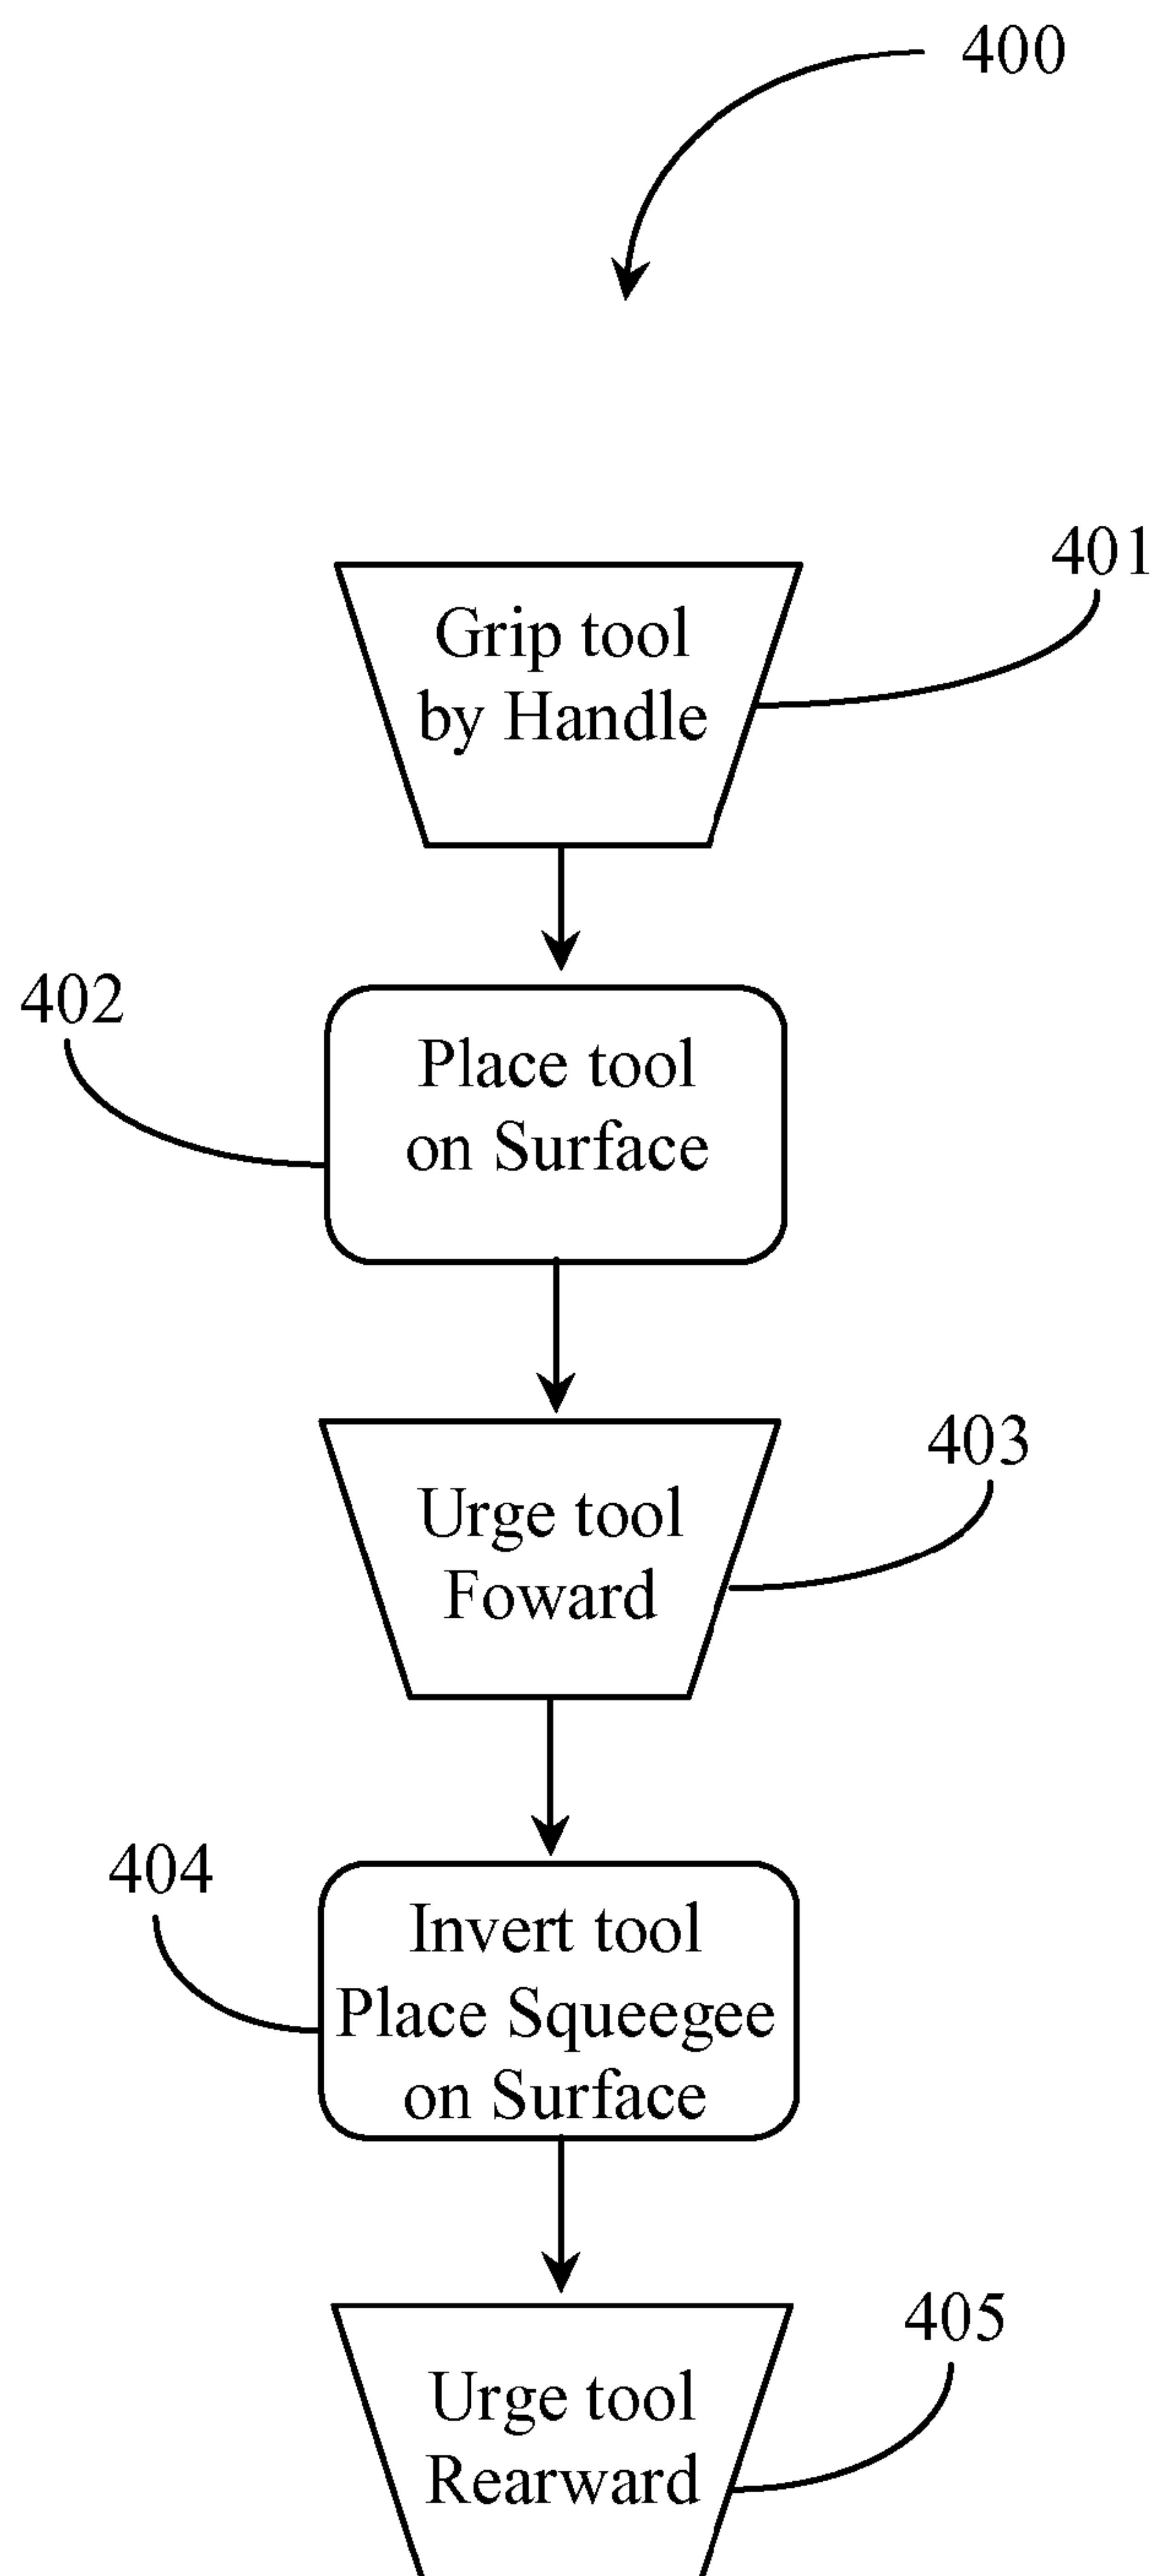 400
401
Grip tool
by Handle
402
Place tool
on Surface
403
Urge tool
Foward
404
Invert tool
Place Squeegee
on Surface
405
Urge tool
Rearward